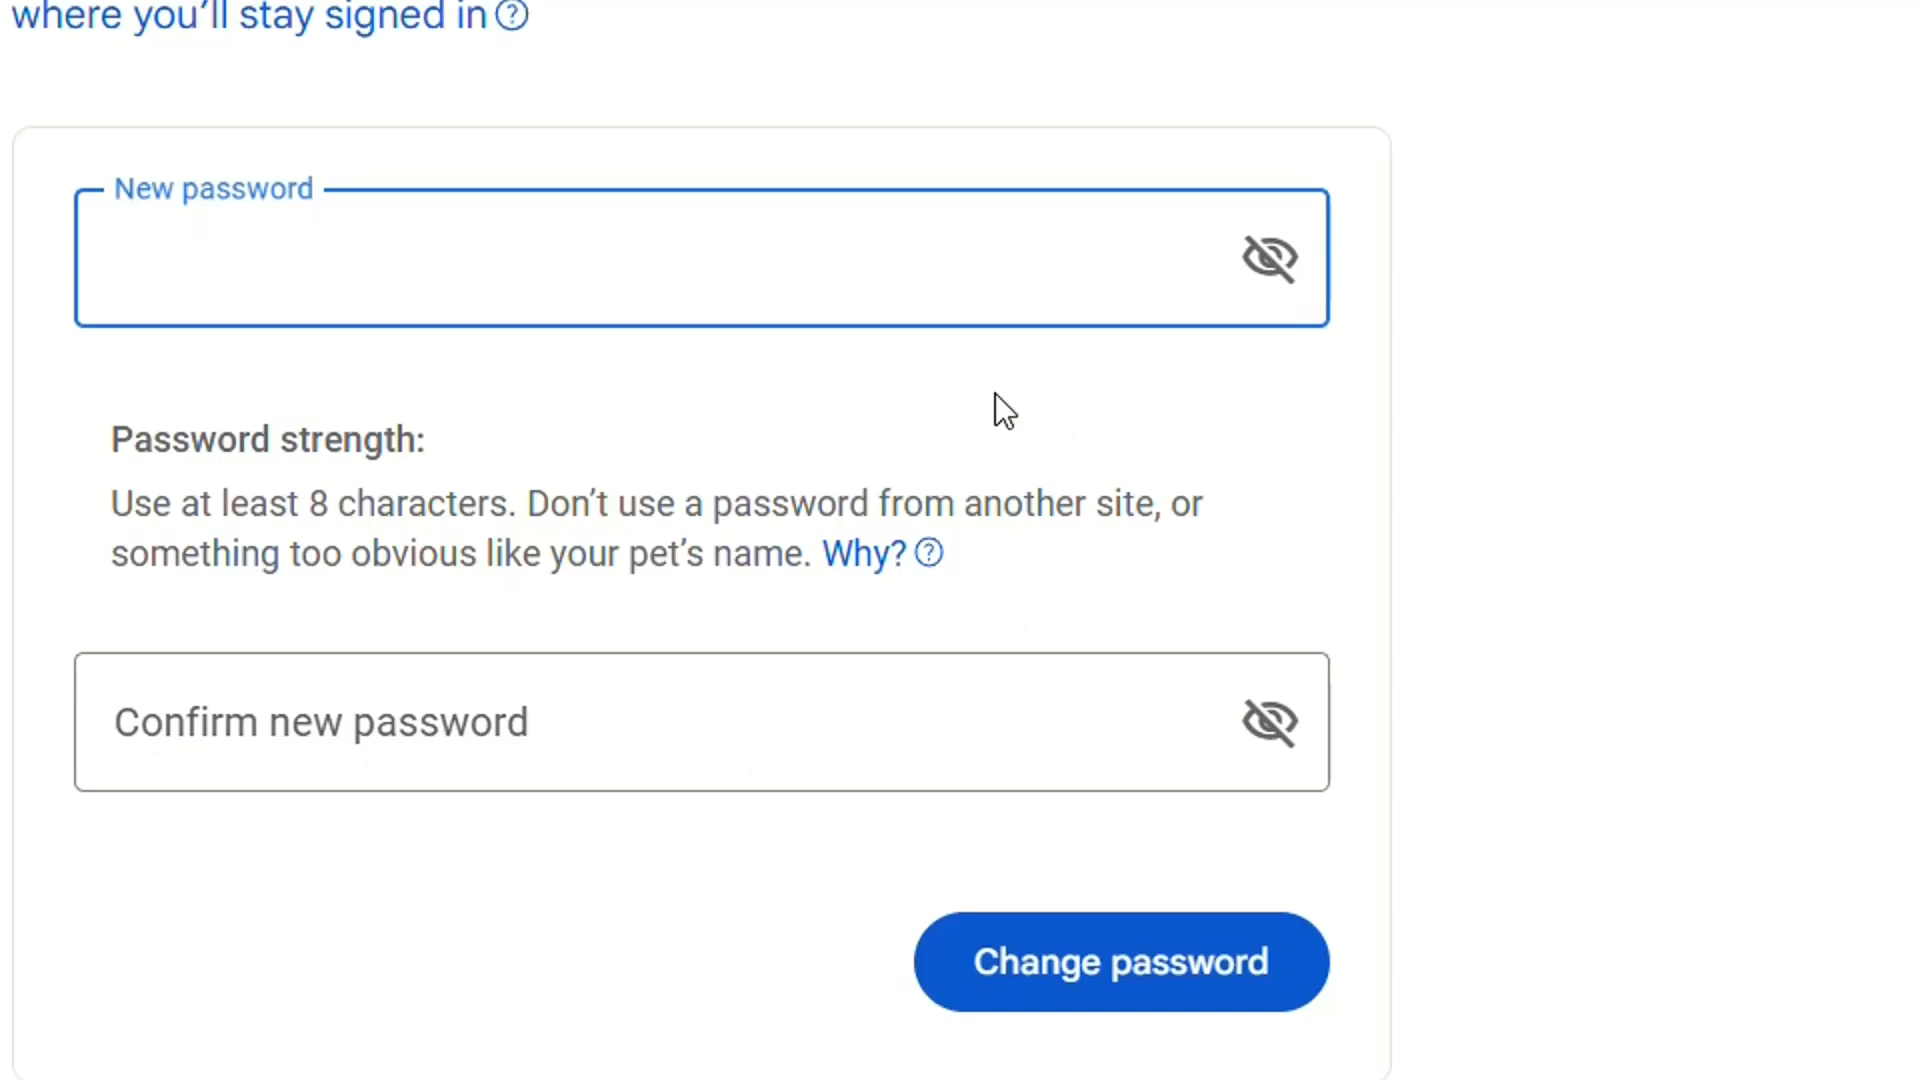 where you’ll stay signed in
New password
Password strength:
Use at least 8 characters. Don’t use a password from another site, or
something too obvious like your pet’s name. Why?
Confirm new password
Change password